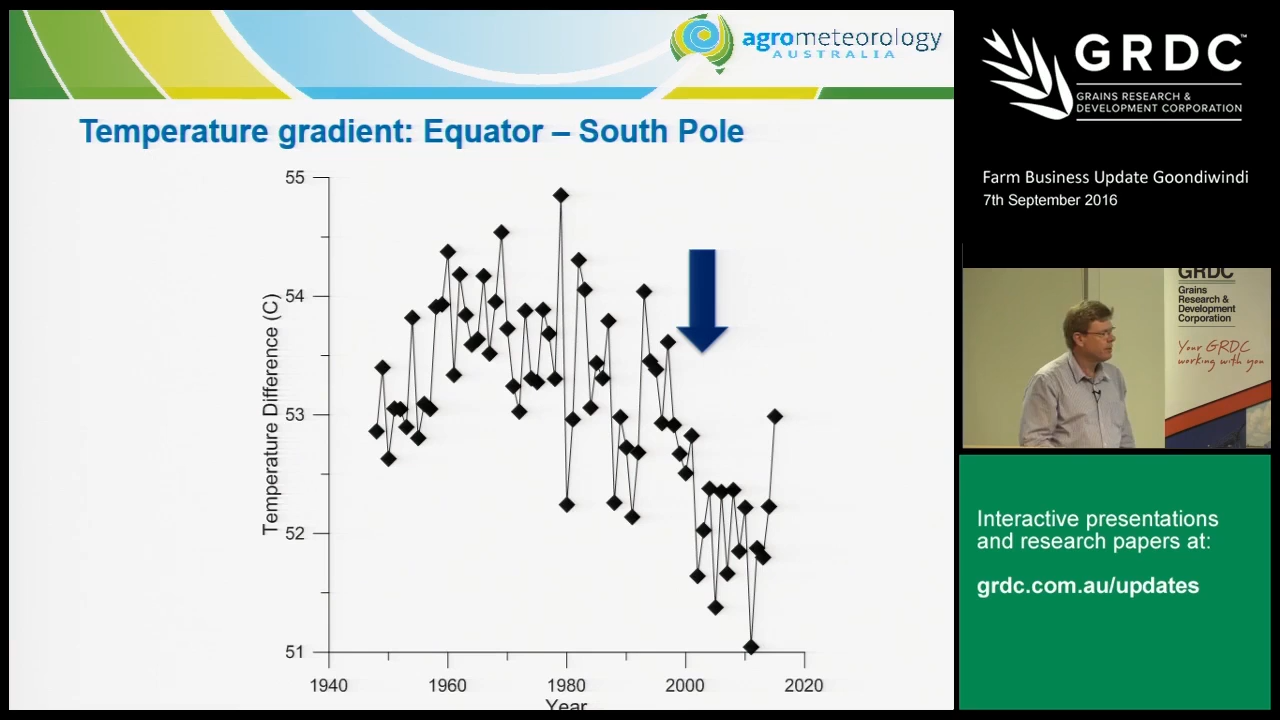 agrometeorology
AUSTRALIA
Temperature gradient: Equator – South Pole
55
54
53
52
51
Temperature Difference (C)
1940
1960
1980
2000
2020
Year
GRDC™
GRAINS RESEARCH &
DEVELOPMENT CORPORATION
Farm Business Update Goondiwindi
7th September 2016
GRDC
Grains
Research &
Development
Corporation
Your GRDC
working with you
Interactive presentations
and research papers at:
grdc.com.au/updates